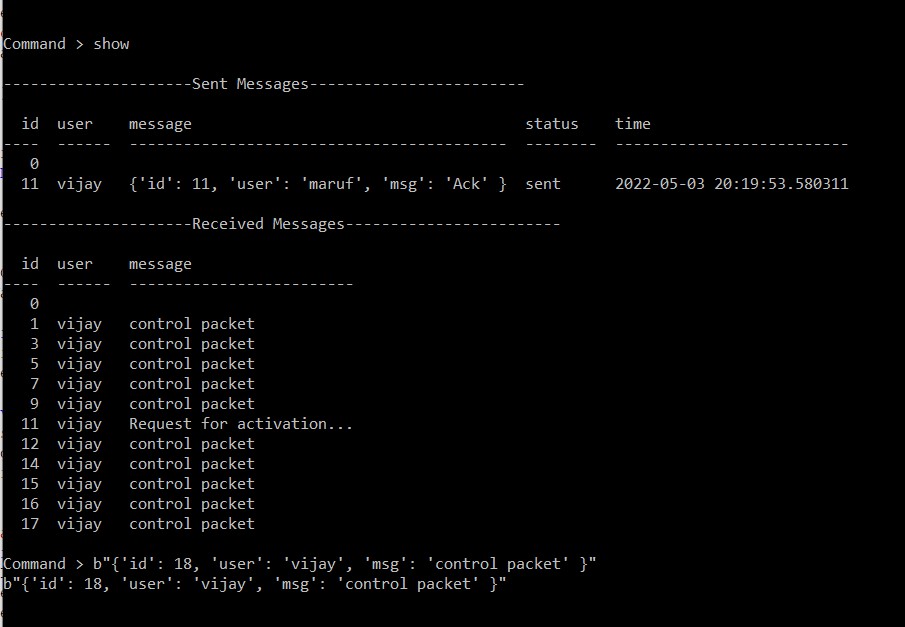 Command > show
---------------------Sent Messages------------------------
id  user    message                                     status    time
----  ------  ------------------------------------------  --------  --------------------------
0
11  vijay   {'id': 11, 'user': 'maruf', 'msg': 'Ack' }  sent      2022-05-03 20:19:53.580311
---------------------Received Messages------------------------
id  user    message
----  ------  -------------------------
0
1  vijay   control packet
3  vijay   control packet
5  vijay   control packet
7  vijay   control packet
9  vijay   control packet
11  vijay   Request for activation...
12  vijay   control packet
14  vijay   control packet
15  vijay   control packet
16  vijay   control packet
17  vijay   control packet
Command > b"{'id': 18, 'user': 'vijay', 'msg': 'control packet' }"
b"{'id': 18, 'user': 'vijay', 'msg': 'control packet' }"